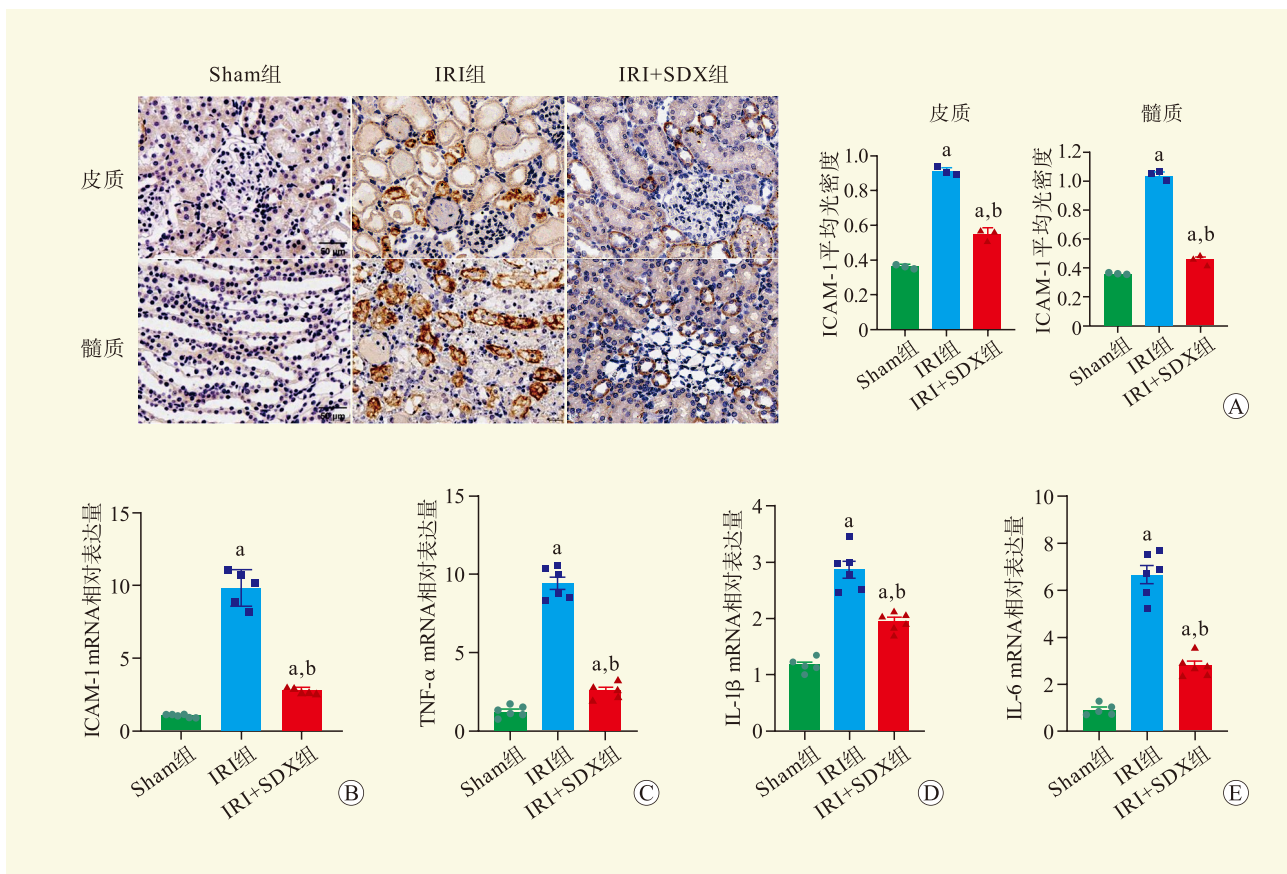 Sham组 IRI组 IRI+SDX组
皮质
50 μm
髓质
50 μm
皮质
ICAM-1平均光密度
1.0
0.8
0.6
0.4
0.2
0
a
a,b
Sham组
IRI组
IRI+SDX组
髓质
ICAM-1平均光密度
1.2
1.0
0.8
0.6
0.4
0.2
0
a
a,b
Sham组
IRI组
IRI+SDX组
A
ICAM-1 mRNA相对表达量
15
10
5
0
a
a,b
Sham组
IRI组
IRI+SDX组
B
TNF-α mRNA相对表达量
15
10
5
0
a
a,b
Sham组
IRI组
IRI+SDX组
C
IL-1β mRNA相对表达量
4
3
2
1
0
a
a,b
Sham组
IRI组
IRI+SDX组
D
IL-6 mRNA相对表达量
10
8
6
4
2
0
a
a,b
Sham组
IRI组
IRI+SDX组
E